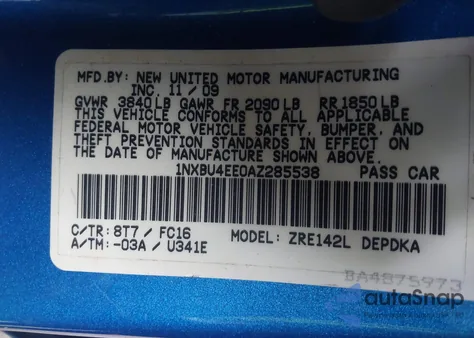 MFD.BY: NEW UNITED MOTOR MANUFACTURING
INC. 11/09
GVWR 3840LB GAWR FR 2090LB RR1850LB
THIS VEHICLE CONFORMS TO ALL APPLICABLE
FEDERAL MOTOR VEHICLE SAFETY, BUMPER, AND
THEFT PREVENTION STANDARDS IN EFFECT ON
THE DATE OF MANUFACTURE SHOWN ABOVE.
1NXBU4EE0AZ285538 PASS CAR
C/TR: 8T7/FC16 MODEL: ZRE142L DEPDKA
A/TM: -03A/U341E
BA4875973
autoSnap